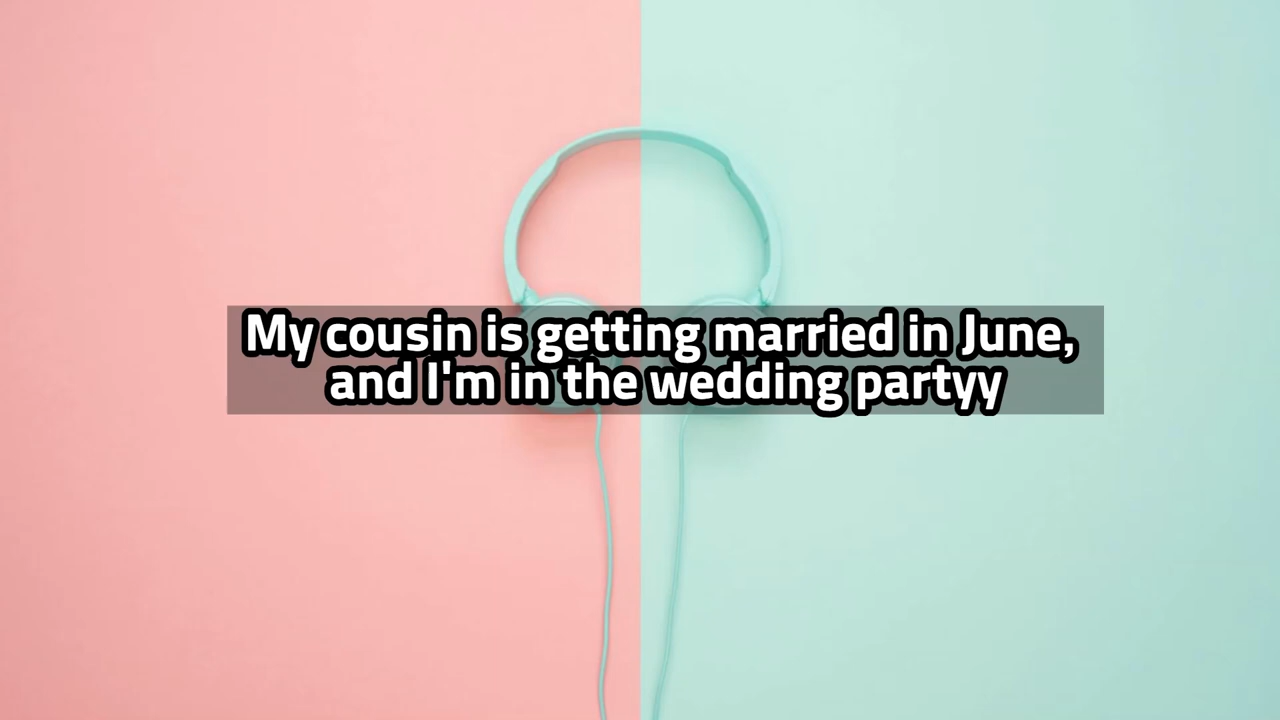 My cousin is getting married in June,
and I'm in the wedding partyy